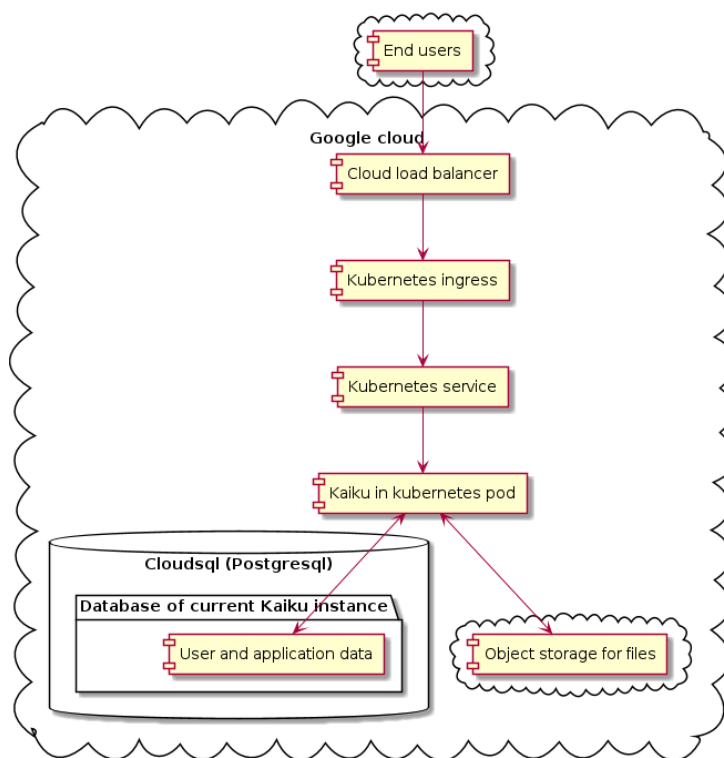 End users
Google cloud
Cloud load balancer
Kubernetes ingress
Kubernetes service
Kaiku in kubernetes pod
Cloudsql (Postgresql)
Database of current Kaiku instance
User and application data
Object storage for files